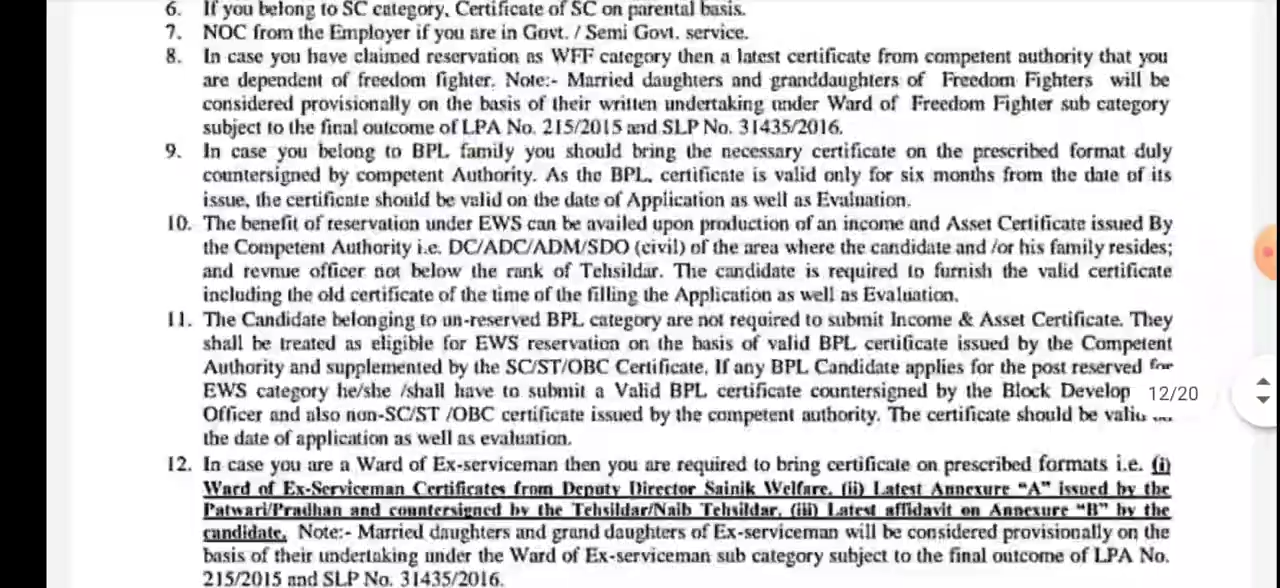 6. If you belong to SC category, Certificate of SC on parental basis.
7. NOC from the Employer if you are in Govt. / Semi Govt. service.
8. In case you have claimed reservation as WFF category then a latest certificate from competent authority that you
are dependent of freedom fighter. Note:- Married daughters and granddaughters of Freedom Fighters will be
considered provisionally on the basis of their written undertaking under Ward of Freedom Fighter sub category
subject to the final outcome of LPA No. 215/2015 and SLP No. 31435/2016.
9. In case you belong to BPL family you should bring the necessary certificate on the prescribed format duly
countersigned by competent Authority. As the BPL. certificate is valid only for six months from the date of its
issue, the certificate should be valid on the date of Application as well as Evaluation.
10. The benefit of reservation under EWS can be availed upon production of an income and Asset Certificate issued By
the Competent Authority i.e. DC/ADC/ADM/SDO (civil) of the area where the candidate and /or his family resides;
and revnue officer not below the rank of Tehsildar. The candidate is required to furnish the valid certificate
including the old certificate of the time of the filling the Application as well as Evaluation.
11. The Candidate belonging to un-reserved BPL category are not required to submit Income & Asset Certificate. They
shall be treated as eligible for EWS reservation on the basis of valid BPL certificate issued by the Competent
Authority and supplemented by the SC/ST/OBC Certificate. If any BPL Candidate applies for the post reserved for
EWS category he/she /shall have to submit a Valid BPL certificate countersigned by the Block Develop 12/20
Officer and also non-SC/ST /OBC certificate issued by the competent authority. The certificate should be valid
the date of application as well as evaluation.
12. In case you are a Ward of Ex-serviceman then you are required to bring certificate on prescribed formats i.e. (i)
Ward of Ex-Serviceman Certificates from Deputy Director Sainik Welfare, (ii) Latest Annexure "A" issued by the
Patwari/Pradhan and countersigned by the Tehsildar/Naib Tehsildar, (iii) Latest affidavit on Annexure "B" by the
candidate. Note:- Married daughters and grand daughters of Ex-serviceman will be considered provisionally on the
basis of their undertaking under the Ward of Ex-serviceman sub category subject to the final outcome of LPA No.
215/2015 and SLP No. 31435/2016.